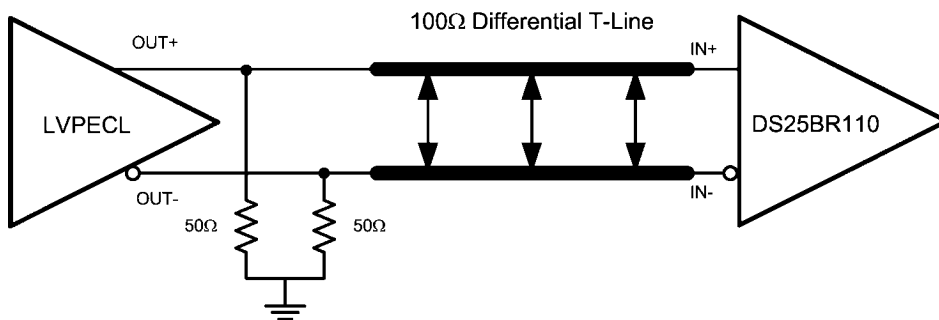 100Ω Differential T-Line
OUT+
IN+
LVPECL
DS25BR110
OUT-
IN-
50Ω
50Ω